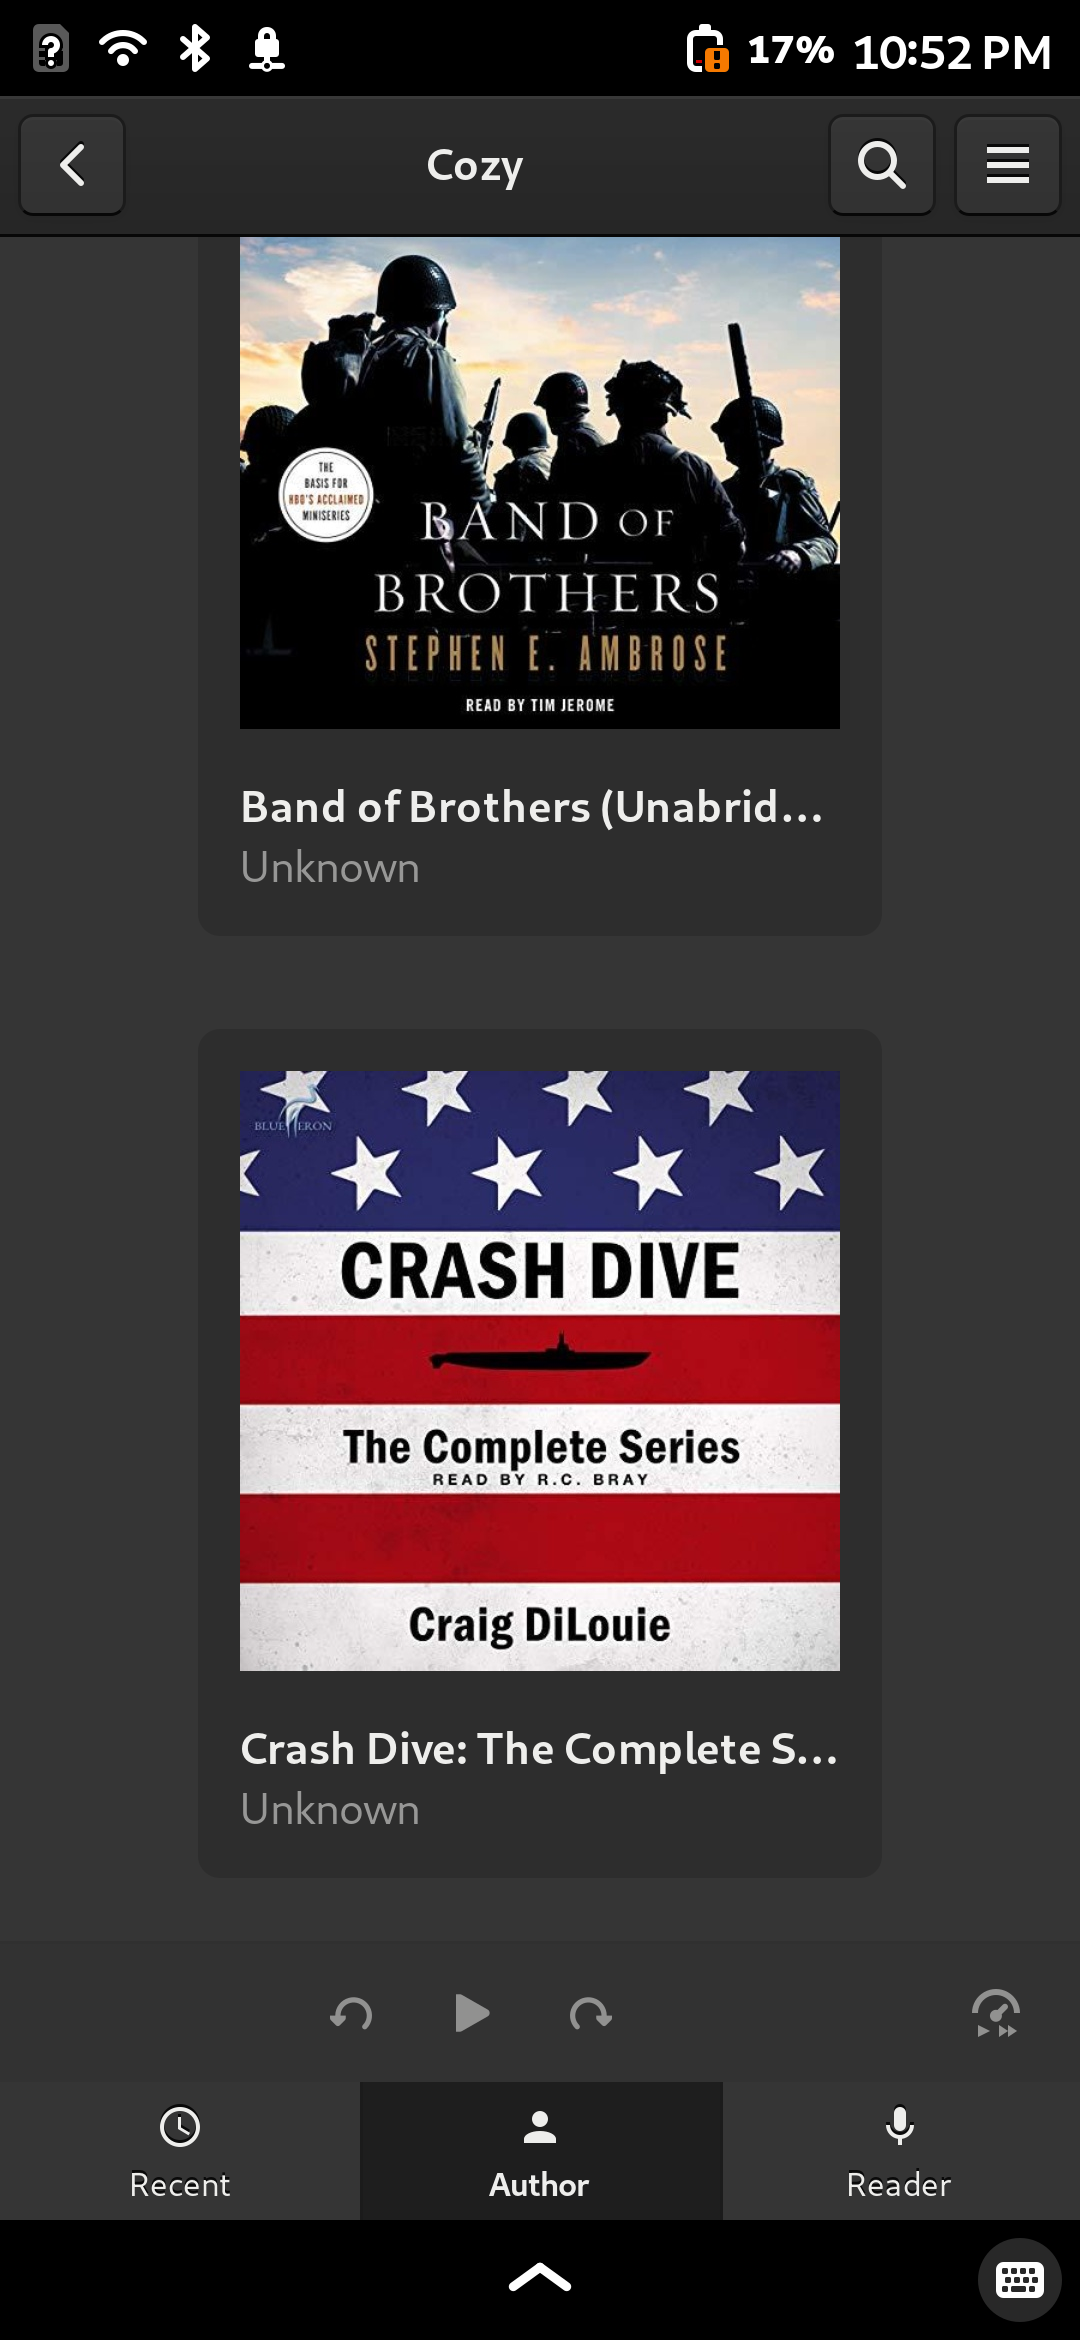 17% 10:52 PM
Cozy
THE
BASIS FOR
HBO'S ACCLAIMED
MINISERIES
BAND OF
BROTHERS
STEPHEN E. AMBROSE
READ BY TIM JEROME
Band of Brothers (Unabrid...
Unknown
BLUE HERON
CRASH DIVE
The Complete Series
READ BY R.C. BRAY
Craig DiLouie
Crash Dive: The Complete S...
Unknown
Recent
Author
Reader